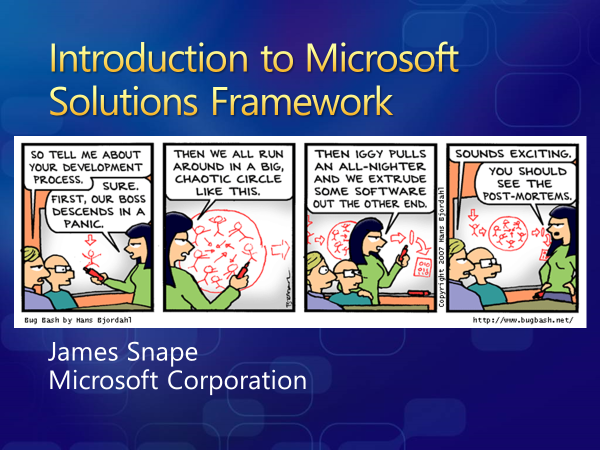 Introduction to Microsoft
Solutions Framework
SO TELL ME ABOUT
YOUR DEVELOPMENT
PROCESS.
SURE.
FIRST, OUR BOSS
DESCENDS IN A
PANIC.
THEN WE ALL RUN
AROUND IN A BIG,
CHAOTIC CIRCLE
LIKE THIS.
THEN IGGY PULLS
AN ALL-NIGHTER
AND WE EXTRUDE
SOME SOFTWARE
OUT THE OTHER END.
Copyright 2007 Hans Bjordahl
SOUNDS EXCITING.
YOU SHOULD
SEE THE
POST-MORTEMS.
Bug Bash by Hans Bjordahl
http://www.bugbash.net/
James Snape
Microsoft Corporation